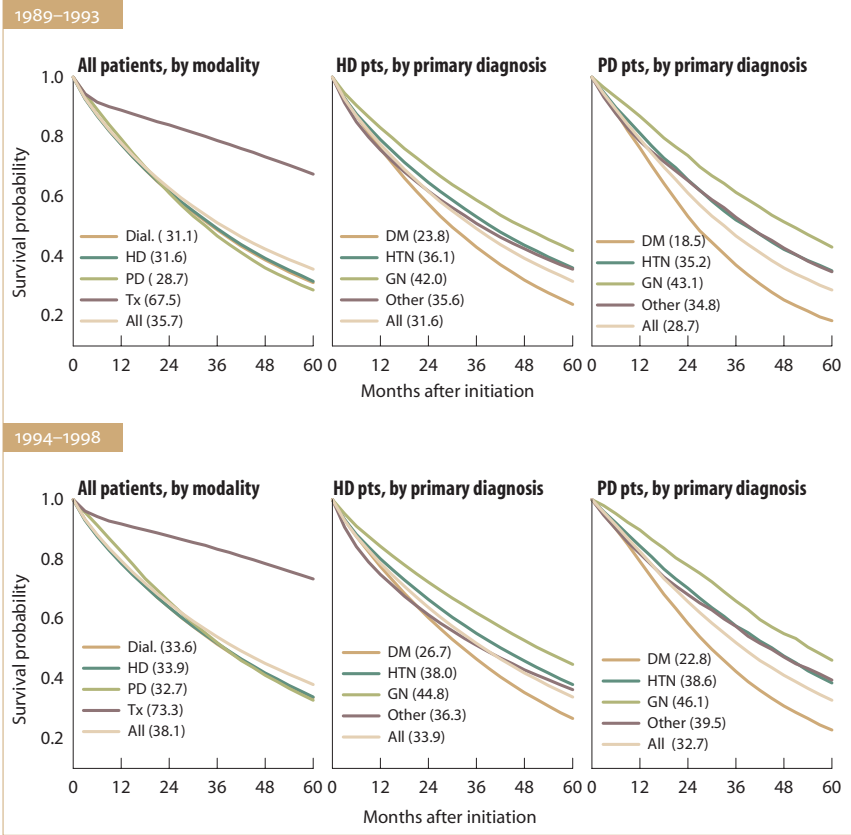 1989–1993
All patients, by modality
HD pts, by primary diagnosis
PD pts, by primary diagnosis
Survival probability
1.0
0.8
0.6
0.4
0.2
Dial. ( 31.1)
HD (31.6)
PD ( 28.7)
Tx (67.5)
All (35.7)
DM (23.8)
HTN (36.1)
GN (42.0)
Other (35.6)
All (31.6)
DM (18.5)
HTN (35.2)
GN (43.1)
Other (34.8)
All (28.7)
0 12 24 36 48 60 0 12 24 36 48 60 0 12 24 36 48 60
Months after initiation
1994–1998
All patients, by modality
HD pts, by primary diagnosis
PD pts, by primary diagnosis
Survival probability
1.0
0.8
0.6
0.4
0.2
Dial. (33.6)
HD (33.9)
PD (32.7)
Tx (73.3)
All (38.1)
DM (26.7)
HTN (38.0)
GN (44.8)
Other (36.3)
All (33.9)
DM (22.8)
HTN (38.6)
GN (46.1)
Other (39.5)
All (32.7)
0 12 24 36 48 60 0 12 24 36 48 60 0 12 24 36 48 60
Months after initiation